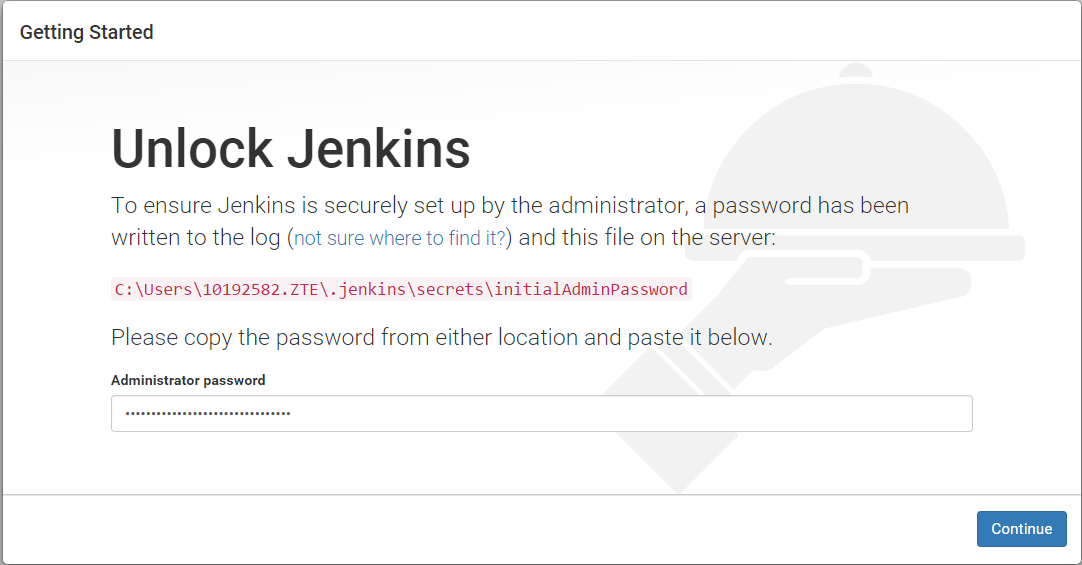 Getting Started
Unlock Jenkins
To ensure Jenkins is securely set up by the administrator, a password has been
written to the log (not sure where to find it?) and this file on the server:
C:\Users\10192582.ZTE\.jenkins\secrets\initialAdminPassword
Please copy the password from either location and paste it below.
Administrator password
••••••••••••••••••••••••••••••••
Continue